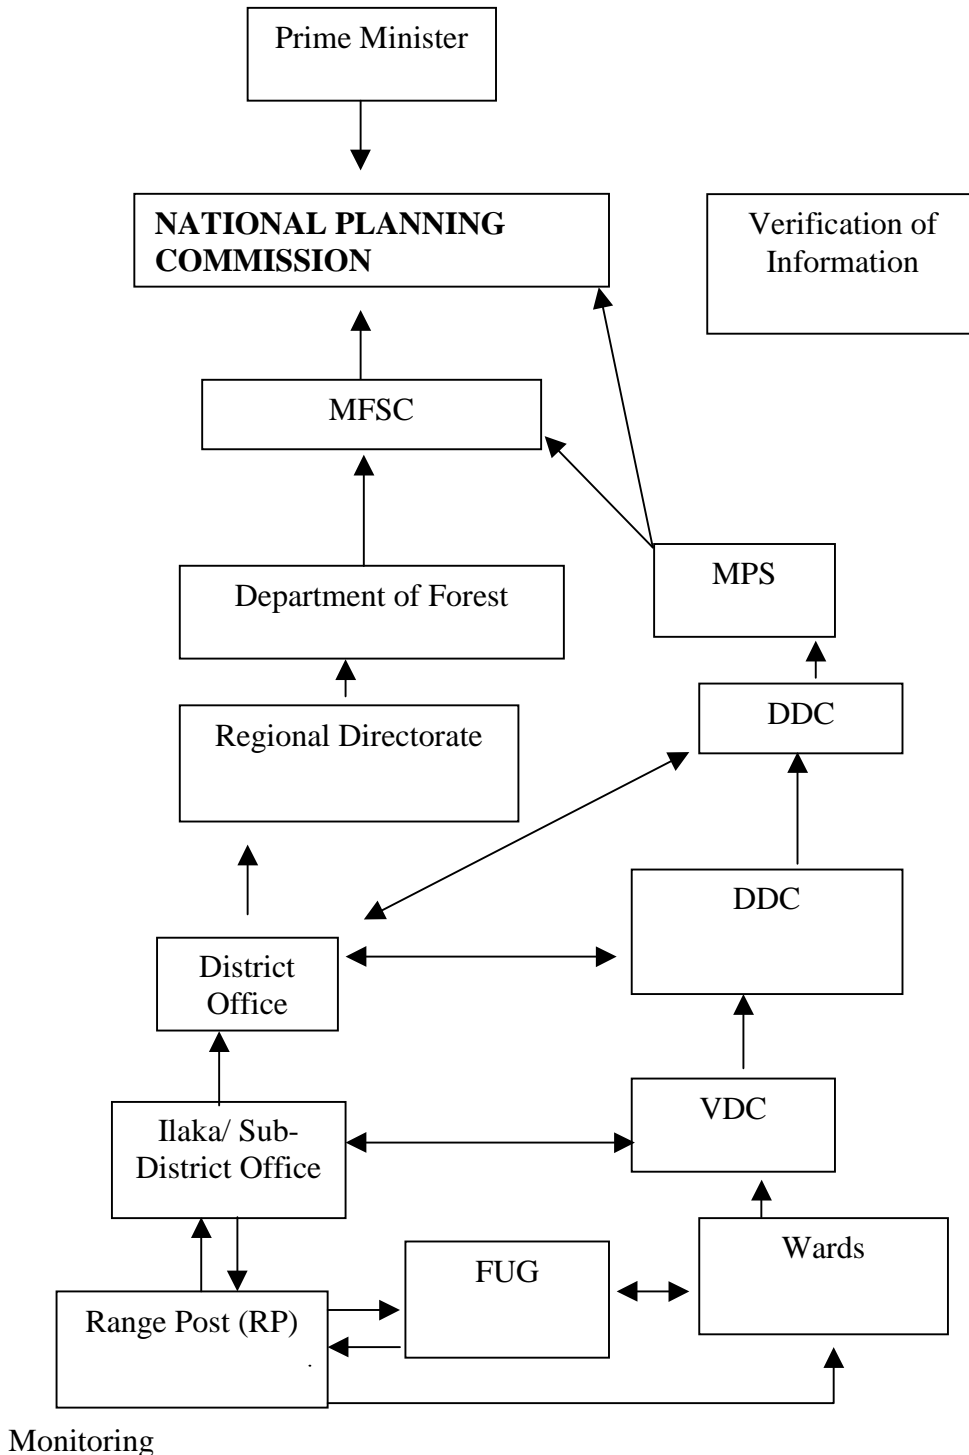 Prime Minister
NATIONAL PLANNING
COMMISSION
Verification of
Information
MFSC
MPS
Department of Forest
DDC
Regional Directorate
DDC
District
Office
VDC
Ilaka/ Sub-
District Office
Wards
FUG
Range Post (RP)
.
Monitoring